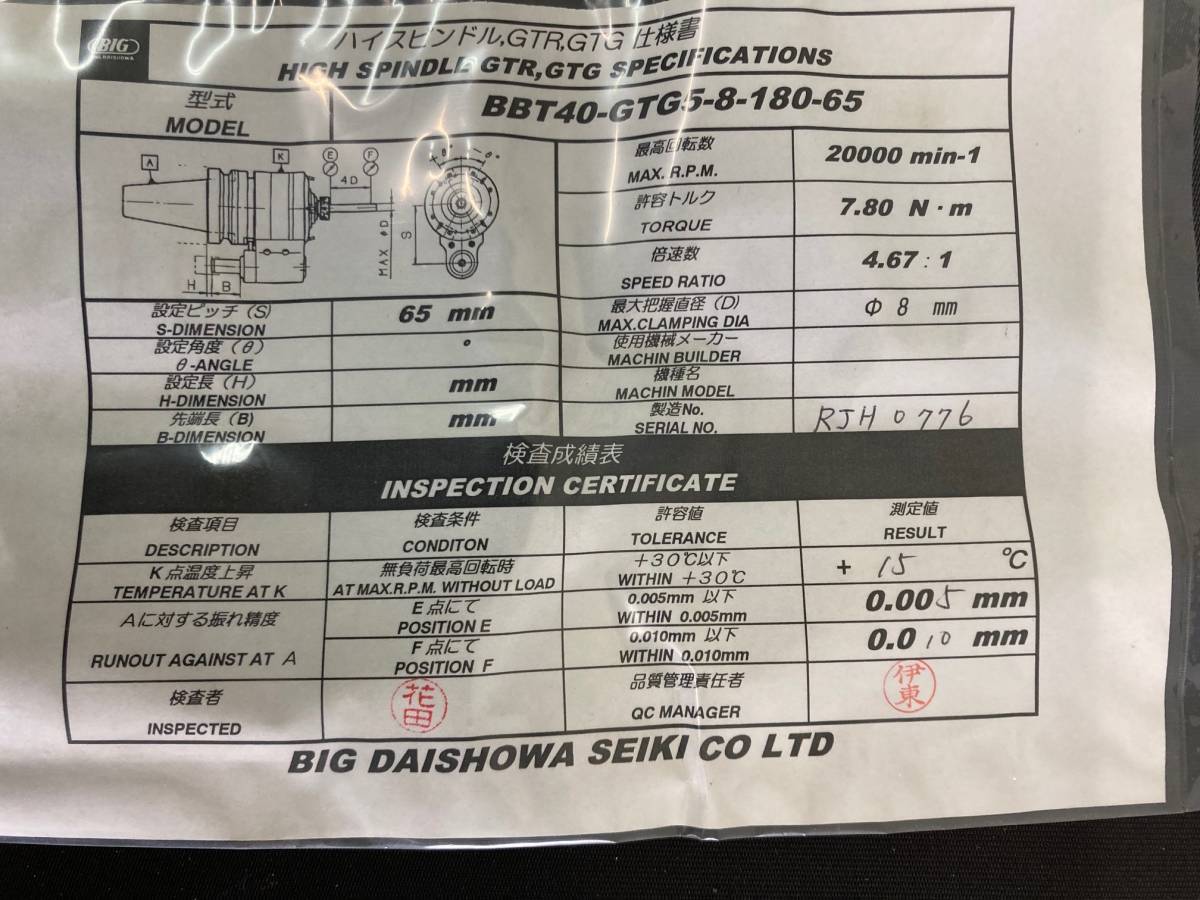 BIG
BIG DAISHOWA
ハイスピンドル,GTR,GTG 仕様書
HIGH SPINDLE GTR,GTG SPECIFICATIONS
型式
MODEL
BBT40-GTG5-8-180-65
A
K
E
F
θ°
θ°
4D
S
MAX φD
H
B
最高回転数
MAX. R.P.M.
20000 min-1
許容トルク
TORQUE
7.80 N・m
倍速数
SPEED RATIO
4.67 : 1
設定ピッチ(S)
S-DIMENSION
65 mm
最大把握直径(D)
MAX.CLAMPING DIA
Φ 8 mm
設定角度(θ)
θ-ANGLE
°
使用機械メーカー
MACHIN BUILDER
設定長(H)
H-DIMENSION
mm
機種名
MACHIN MODEL
先端長(B)
B-DIMENSION
mm
製造No.
SERIAL NO.
RJH0776
検査成績表
INSPECTION CERTIFICATE
検査項目
DESCRIPTION
検査条件
CONDITON
許容値
TOLERANCE
測定値
RESULT
K点温度上昇
TEMPERATURE AT K
無負荷最高回転時
AT MAX.R.P.M. WITHOUT LOAD
+30℃以下
WITHIN +30℃
+ 15 ℃
Aに対する振れ精度
RUNOUT AGAINST AT A
E点にて
POSITION E
0.005mm 以下
WITHIN 0.005mm
0.005 mm
F点にて
POSITION F
0.010mm 以下
WITHIN 0.010mm
0.010 mm
検査者
INSPECTED
花田
品質管理責任者
QC MANAGER
伊東
BIG DAISHOWA SEIKI CO LTD